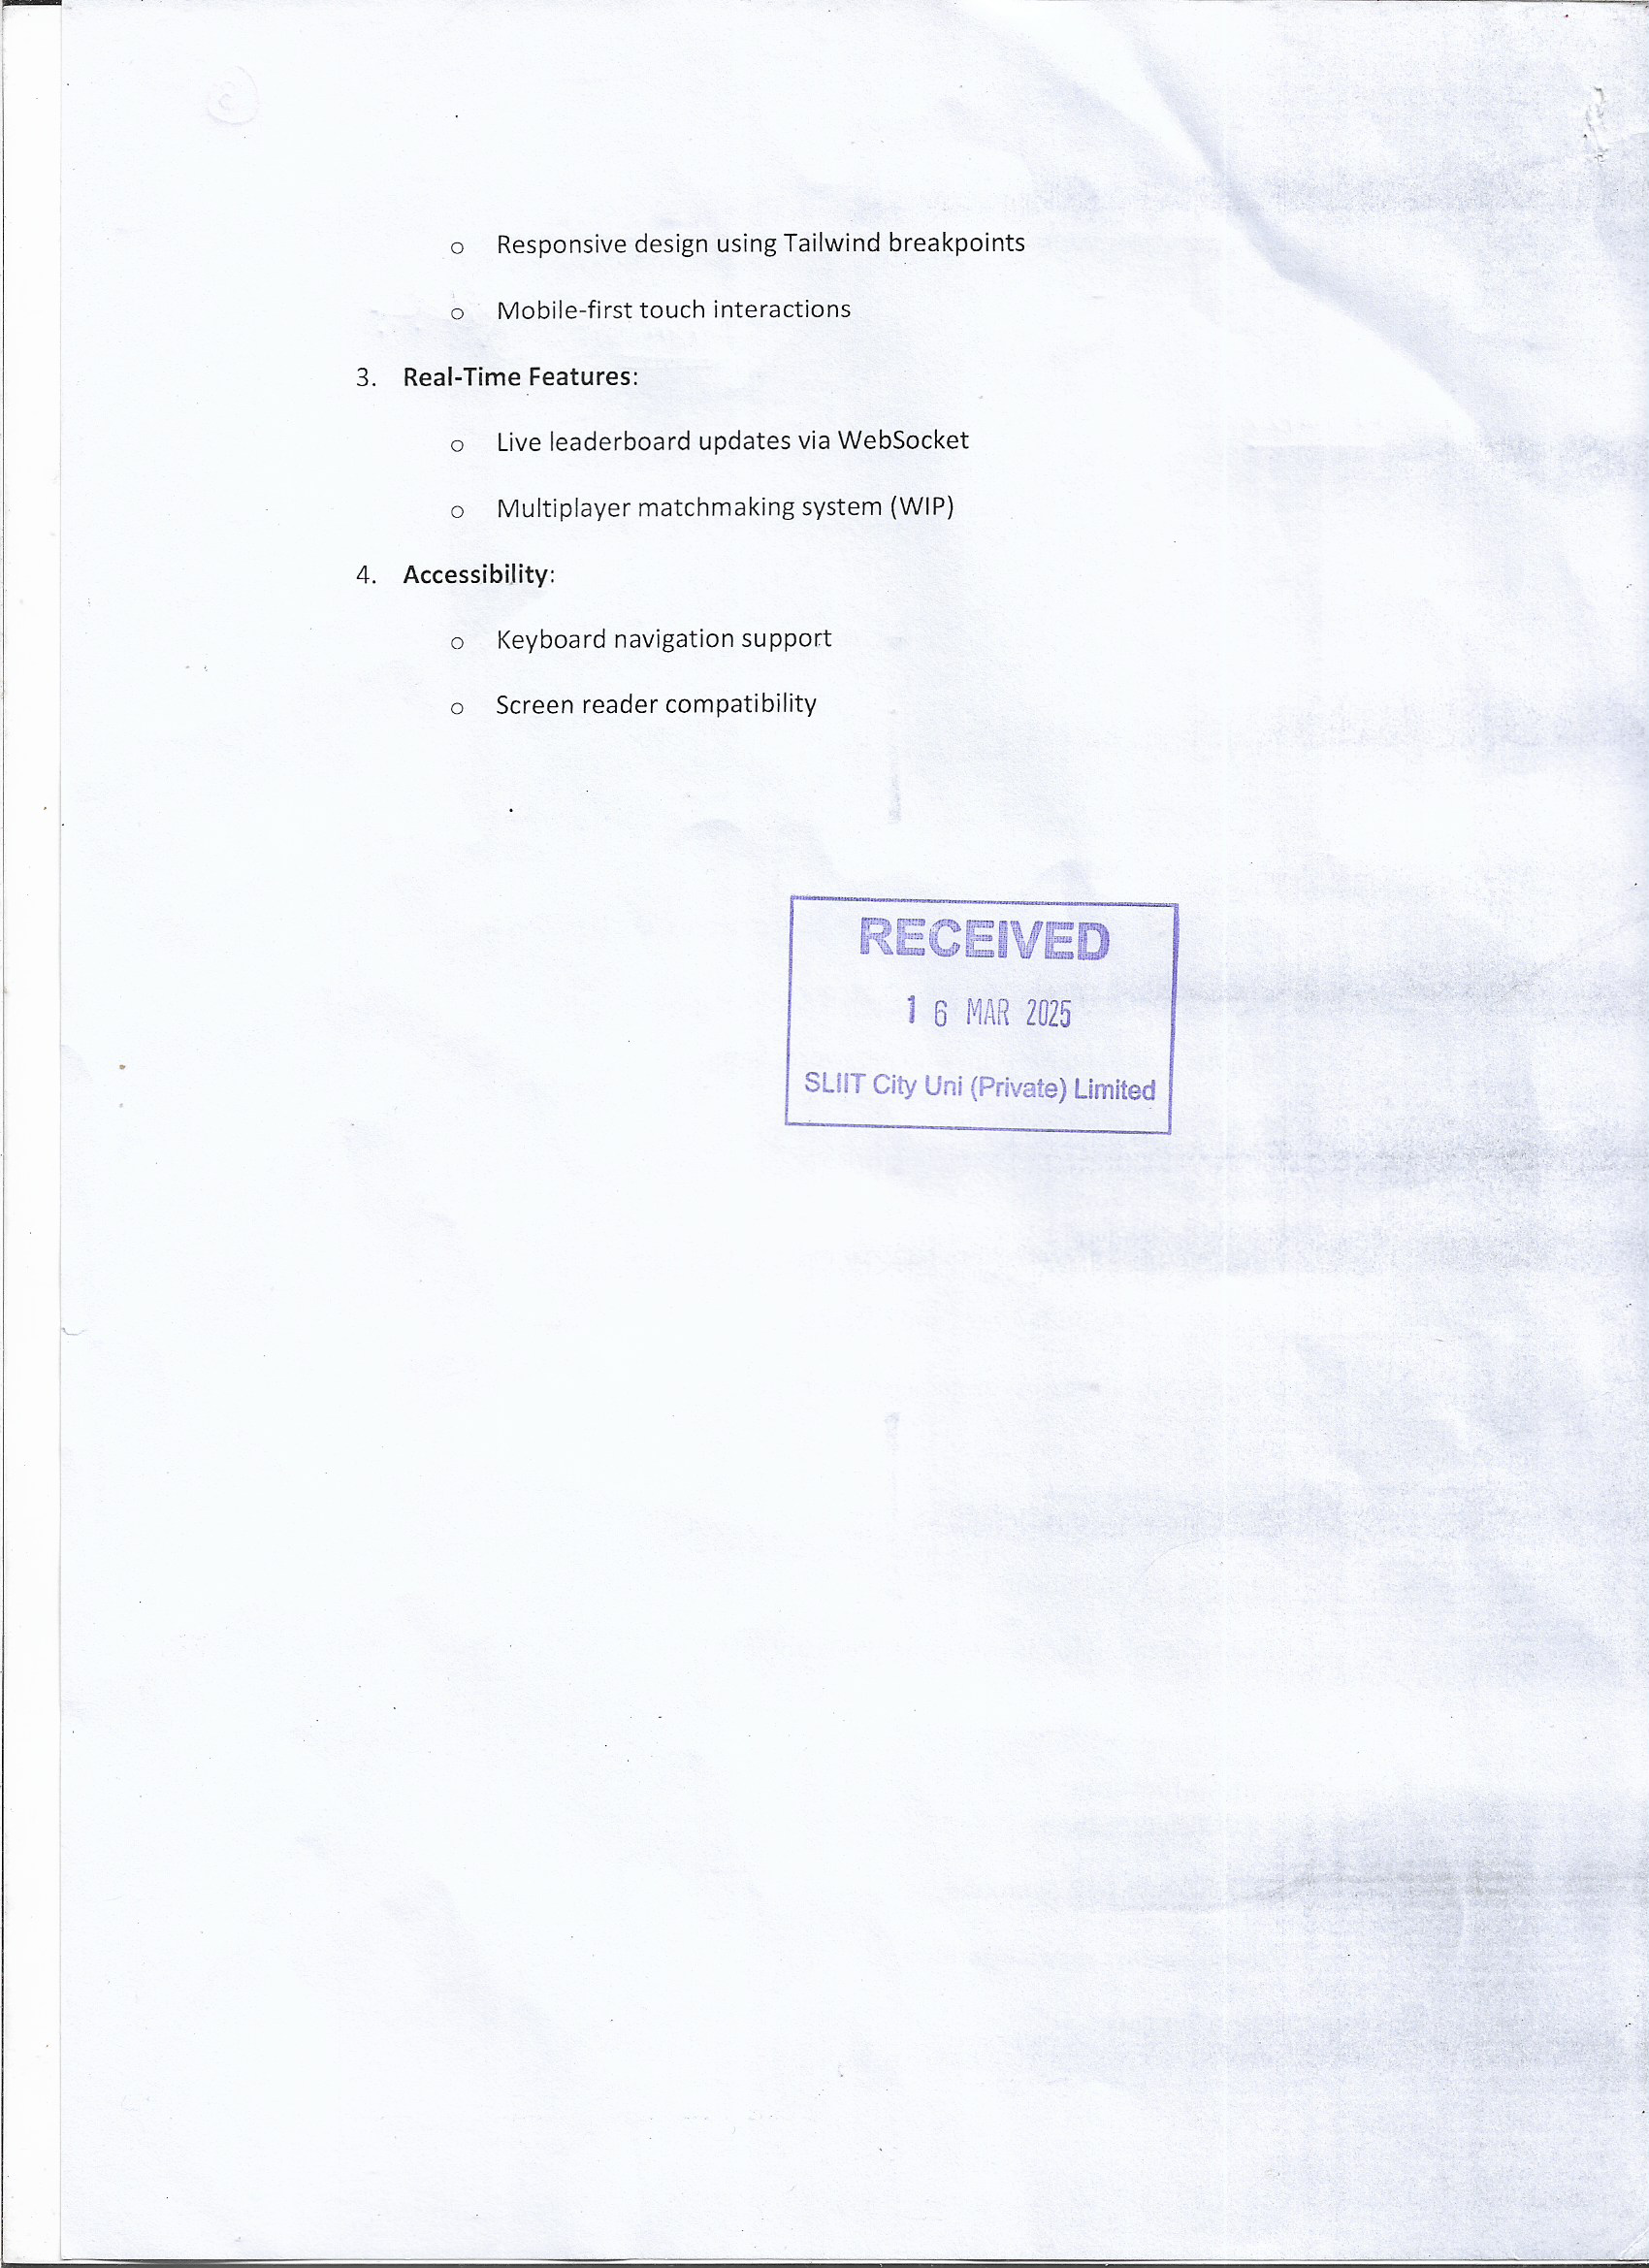 o Responsive design using Tailwind breakpoints
o Mobile-first touch interactions
3. Real-Time Features:
o Live leaderboard updates via WebSocket
o Multiplayer matchmaking system (WIP)
4. Accessibility:
o Keyboard navigation support
o Screen reader compatibility
RECEIVED
1 6 MAR 2025
SLIIT City Uni (Private) Limited